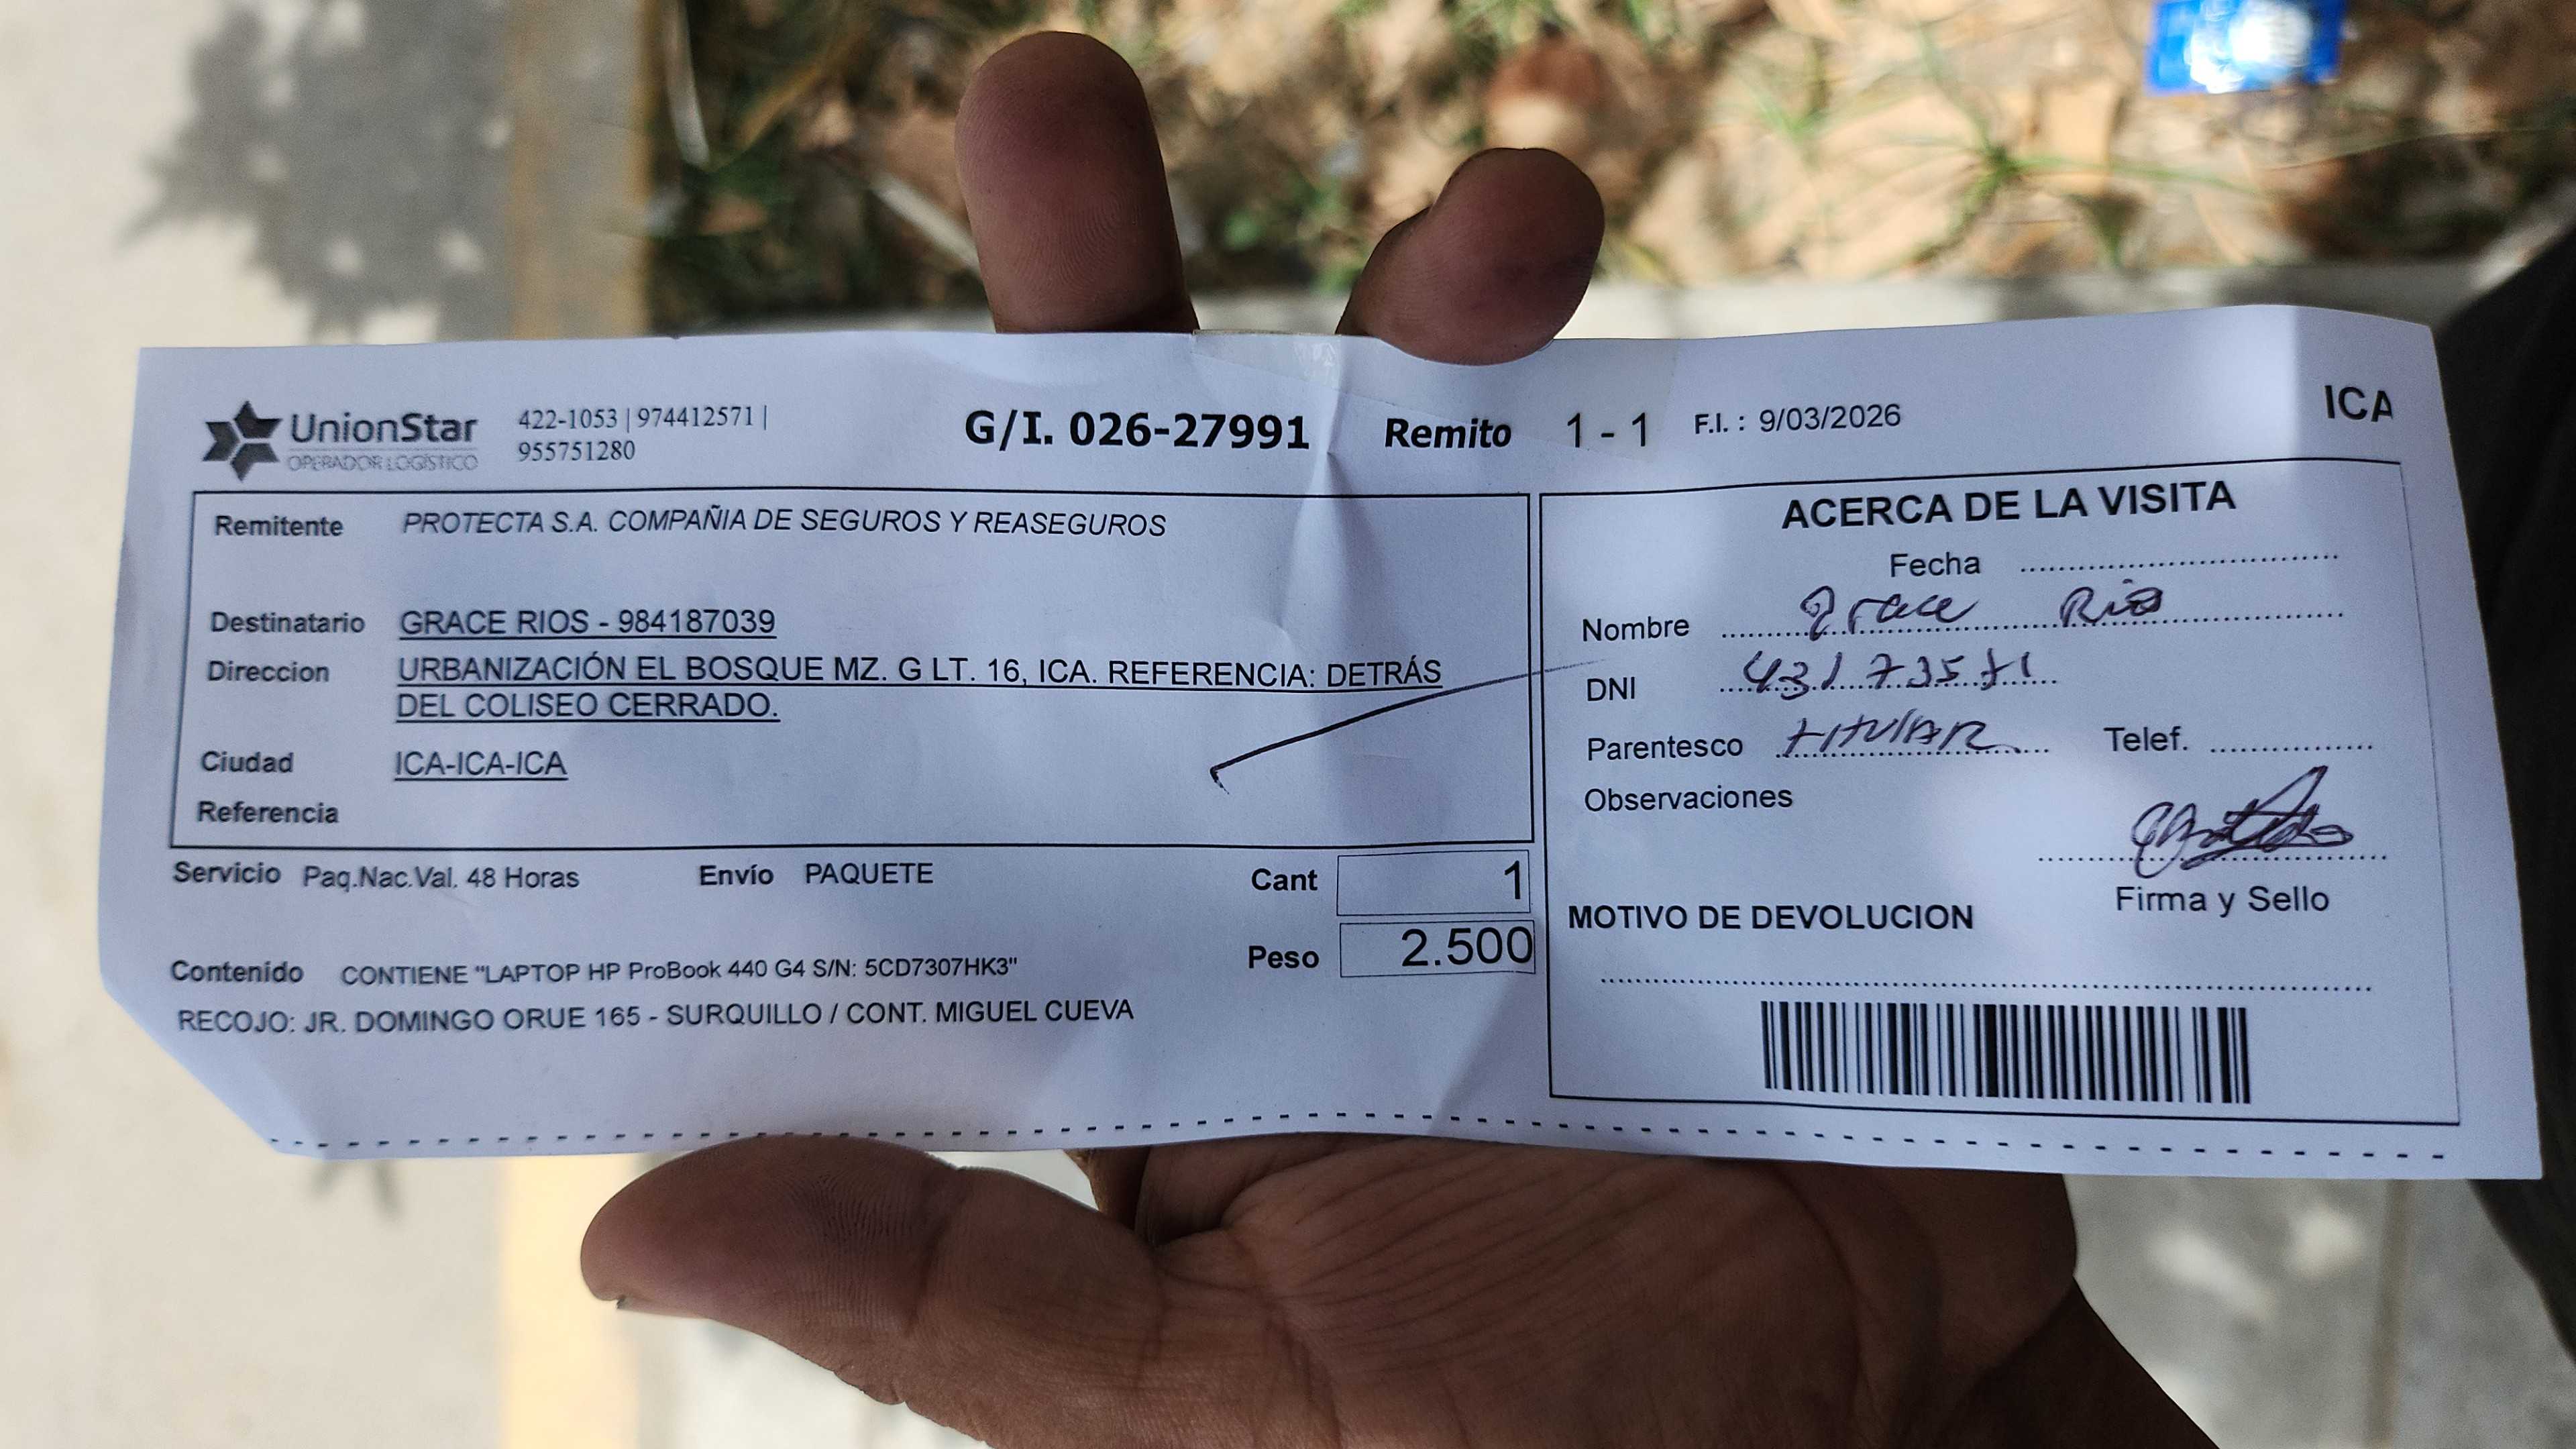 UnionStar
OPERADOR LOGÍSTICO
422-1053 | 974412571 |
955751280
G/I. 026-27991 Remito 1 - 1 F.I. : 9/03/2026
ICA
Remitente PROTECTA S.A. COMPAÑIA DE SEGUROS Y REASEGUROS
Destinatario GRACE RIOS - 984187039
Direccion URBANIZACIÓN EL BOSQUE MZ. G LT. 16, ICA. REFERENCIA: DETRÁS
DEL COLISEO CERRADO.
Ciudad ICA-ICA-ICA
Referencia
Servicio Paq.Nac.Val. 48 Horas Envío PAQUETE Cant 1
Peso 2.500
Contenido CONTIENE "LAPTOP HP ProBook 440 G4 S/N: 5CD7307HK3"
RECOJO: JR. DOMINGO ORUE 165 - SURQUILLO / CONT. MIGUEL CUEVA
ACERCA DE LA VISITA
Fecha
Nombre Grace Rios
DNI 43173571
Parentesco TITULAR Telef.
Observaciones
Firma y Sello
MOTIVO DE DEVOLUCION